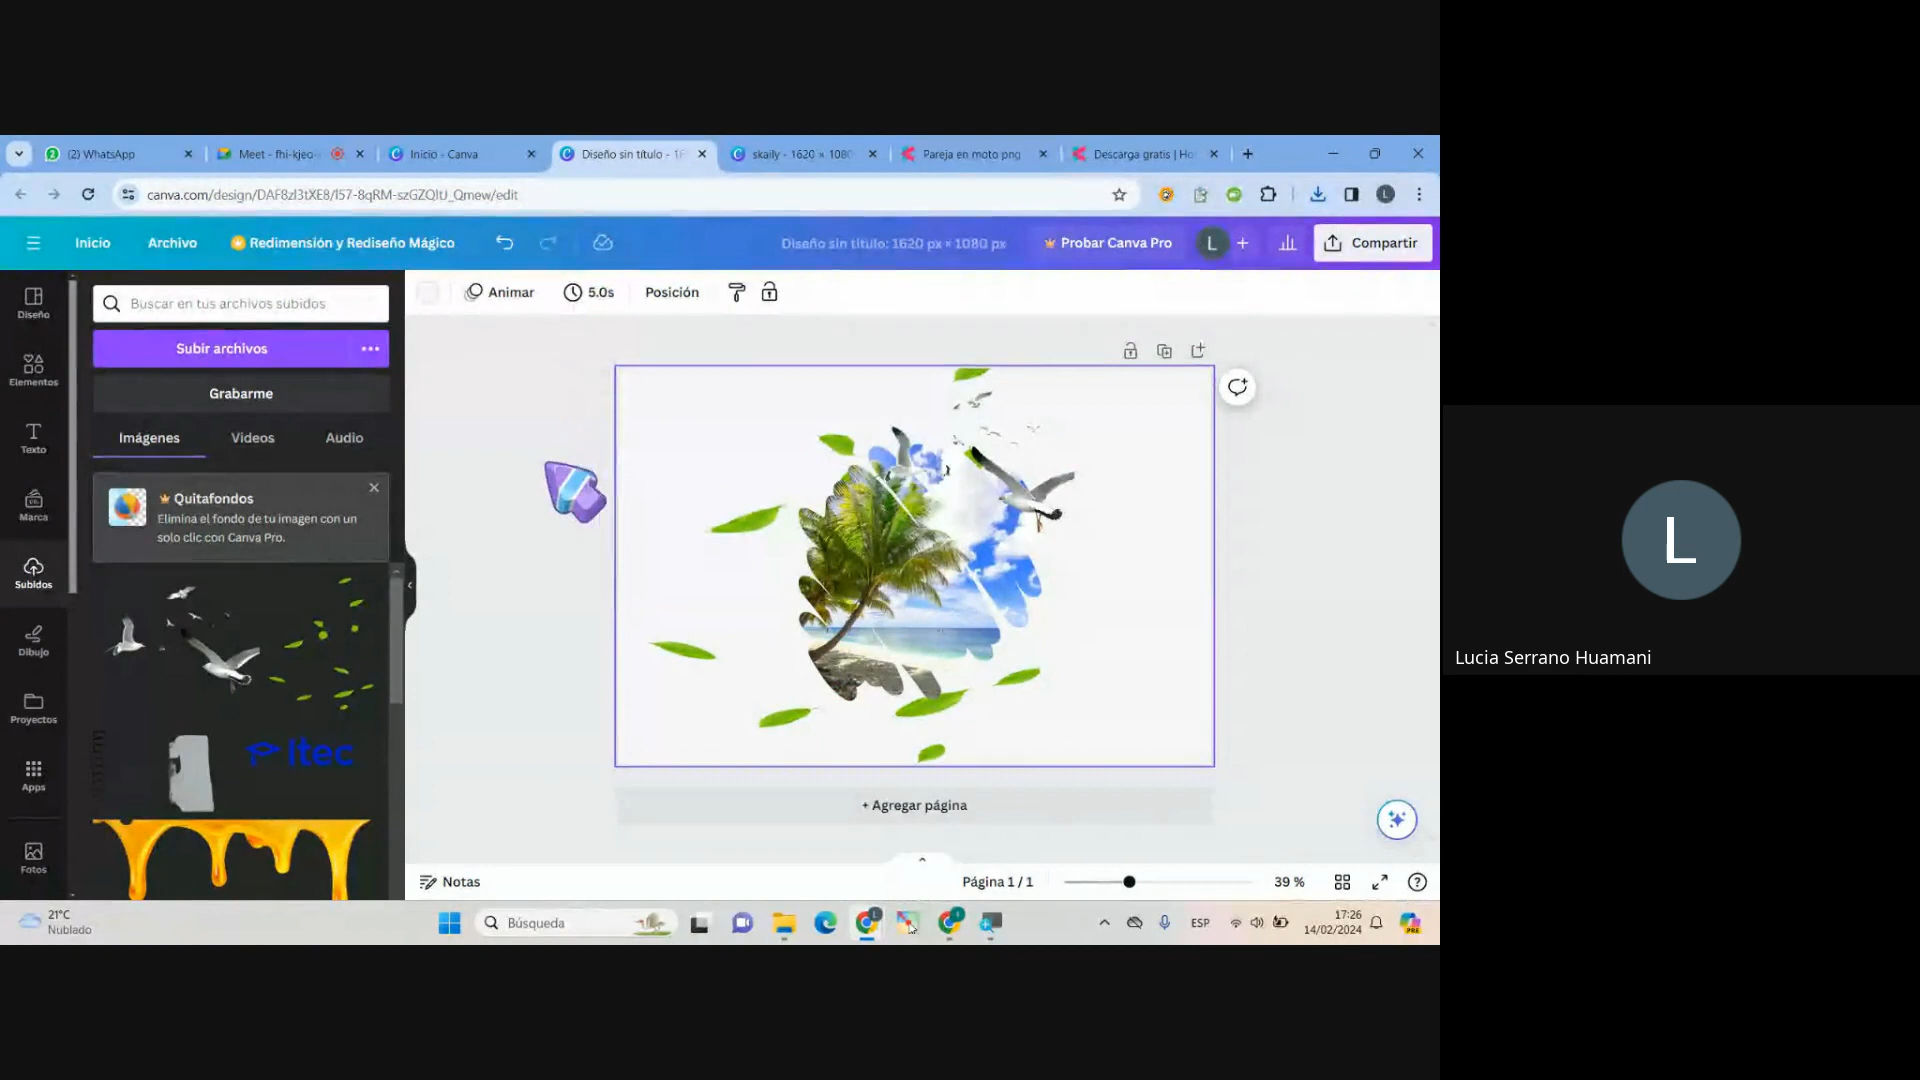 (2) WhatsApp
Meet - fhi-kjeo
Inicio - Canva
Diseño sin título - 1
skaily - 1620 × 1080
Pareja en moto png
Descarga gratis | Ho
canva.com/design/DAF8zl3tXE8/l57-8qRM-szGZQltJ_Qmew/edit
Inicio
Archivo
Redimensión y Rediseño Mágico
Diseño sin título: 1620 px × 1080 px
Probar Canva Pro
L
Compartir
Diseño
Elementos
Texto
Marca
Subidos
Dibujo
Proyectos
Apps
Fotos
Buscar en tus archivos subidos
Subir archivos
Grabarme
Imágenes
Videos
Audio
Quitafondos
Elimina el fondo de tu imagen con un
solo clic con Canva Pro.
Itec
Animar
5.0s
Posición
+ Agregar página
Notas
Página 1 / 1
39 %
21°C
Nublado
Búsqueda
ESP
17:26
14/02/2024
PRE
L
Lucia Serrano Huamani